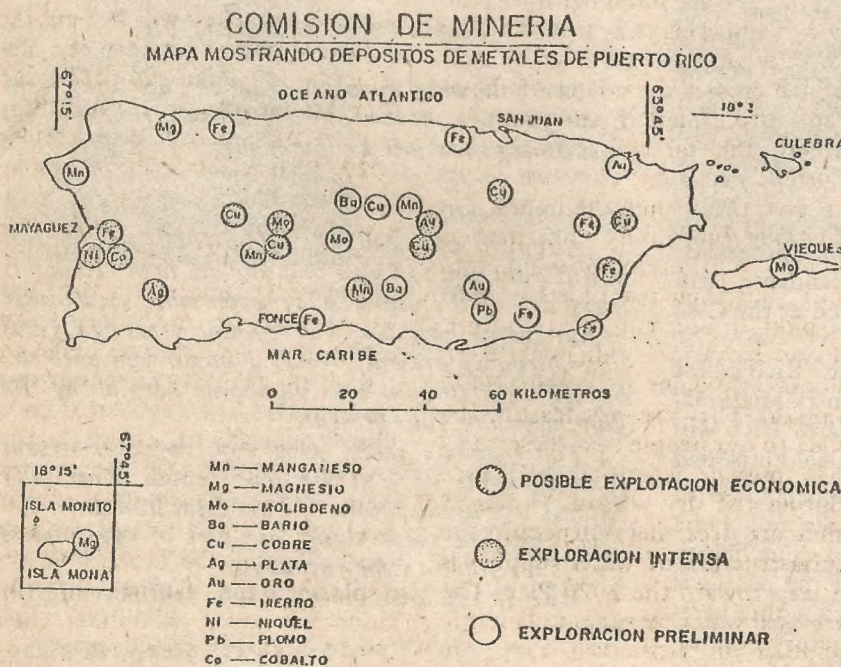 COMISION DE MINERIA
MAPA MOSTRANDO DEPOSITOS DE METALES DE PUERTO RICO
67°15'
OCEANO ATLANTICO
SAN JUAN
65°45'
CULEBRA
Mg
Fe
Fe
Mn
Au
Cu
Ba
Cu
Mn
MAYAGUEZ
Fe
Cu
Mo
Mo
Au
Fe
Cu
Ni
Co
Mn
Cu
Cu
Fe
VIEQUES
Mo
Ag
Mn
Ba
Au
PONCE
Fe
Pb
Fe
Fe
MAR CARIBE
0 20 40 60 KILOMETROS
18°15'
67°45'
ISLA MONITO
Mg
ISLA MONA
Mn — MANGANESO
Mg — MAGNESIO
Mo — MOLIBDENO
Ba — BARIO
Cu — COBRE
Ag — PLATA
Au — ORO
Fe — HIERRO
Ni — NIQUEL
Pb — PLOMO
Co — COBALTO
POSIBLE EXPLOTACION ECONOMICA
EXPLORACION INTENSA
EXPLORACION PRELIMINAR